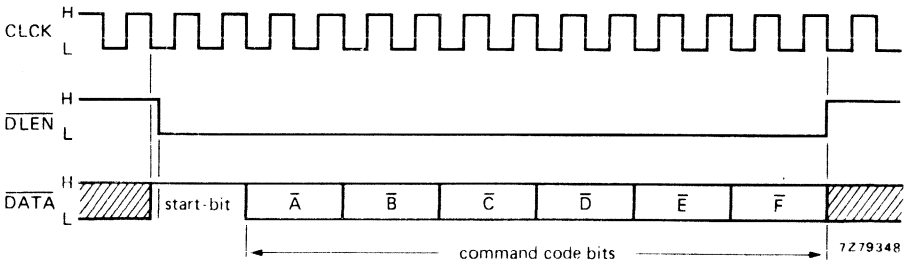 CLCK H
L
DLEN H
L
DATA H
L
start-bit A̅ B̅ C̅ D̅ E̅ F̅
command code bits
7Z79348